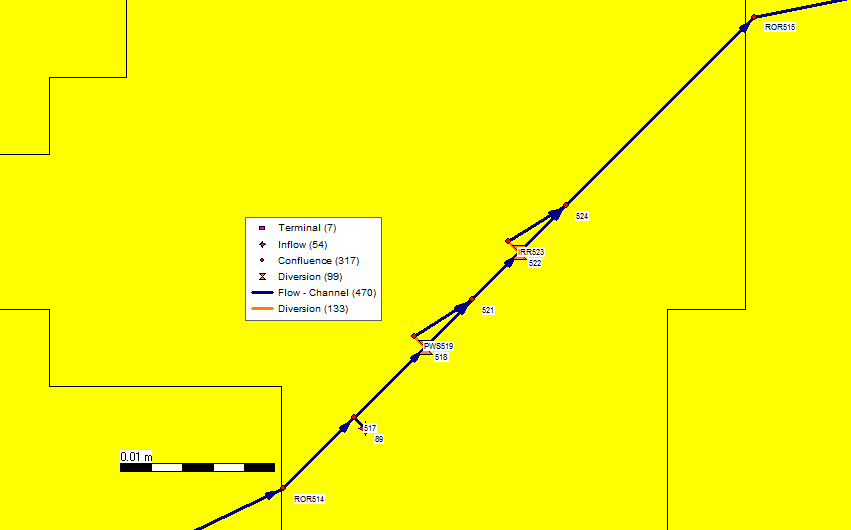 ROR515
524
IRR523
522
Terminal (7)
Inflow (54)
Confluence (317)
Diversion (99)
Flow - Channel (470)
Diversion (133)
521
PWS519
518
517
89
0.01 m
ROR514